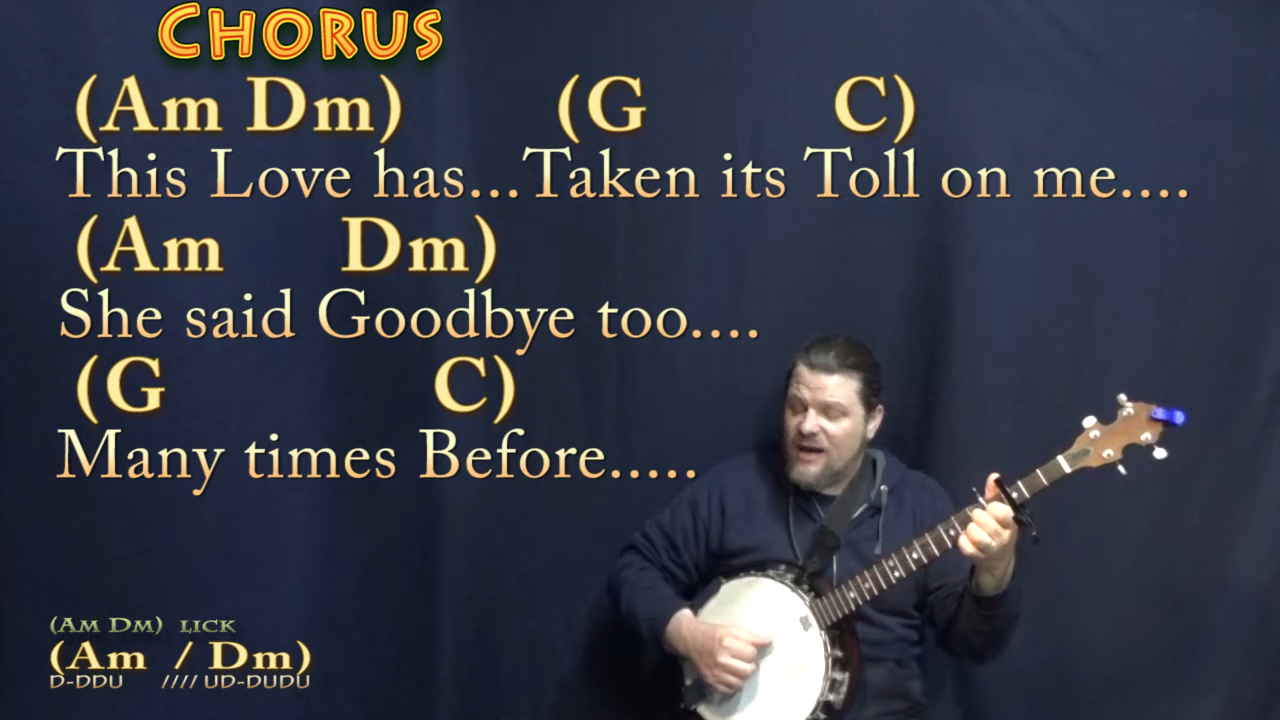 CHORUS
(Am Dm) (G C)
This Love has...Taken its Toll on me....
(Am Dm)
She said Goodbye too....
(G C)
Many times Before.....
(AM DM) LICK
(Am / Dm)
D-DDU //// UD-DUDU